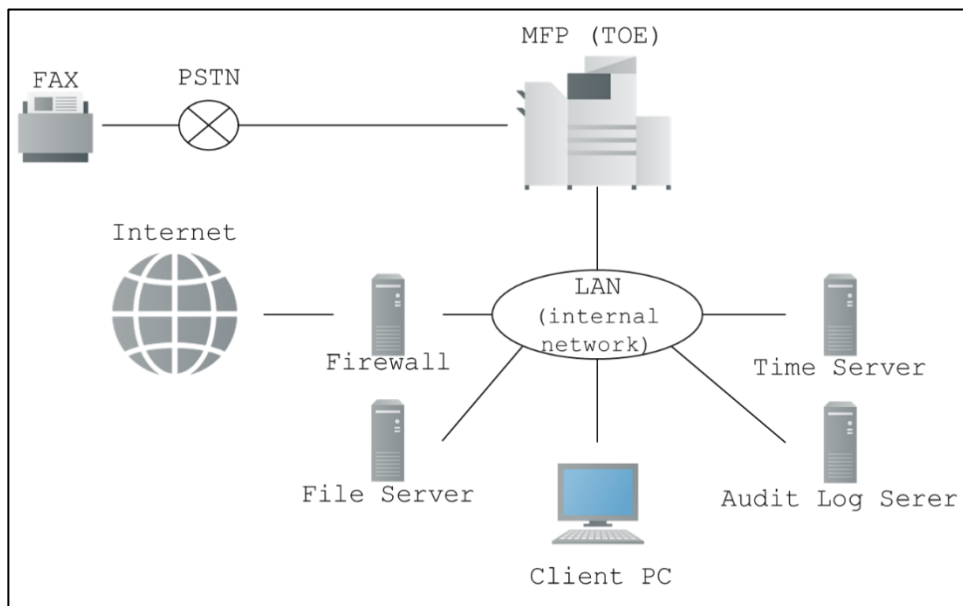 MFP (TOE)
FAX
PSTN
Internet
LAN
(internal
network)
Firewall
Time Server
File Server
Audit Log Serer
Client PC